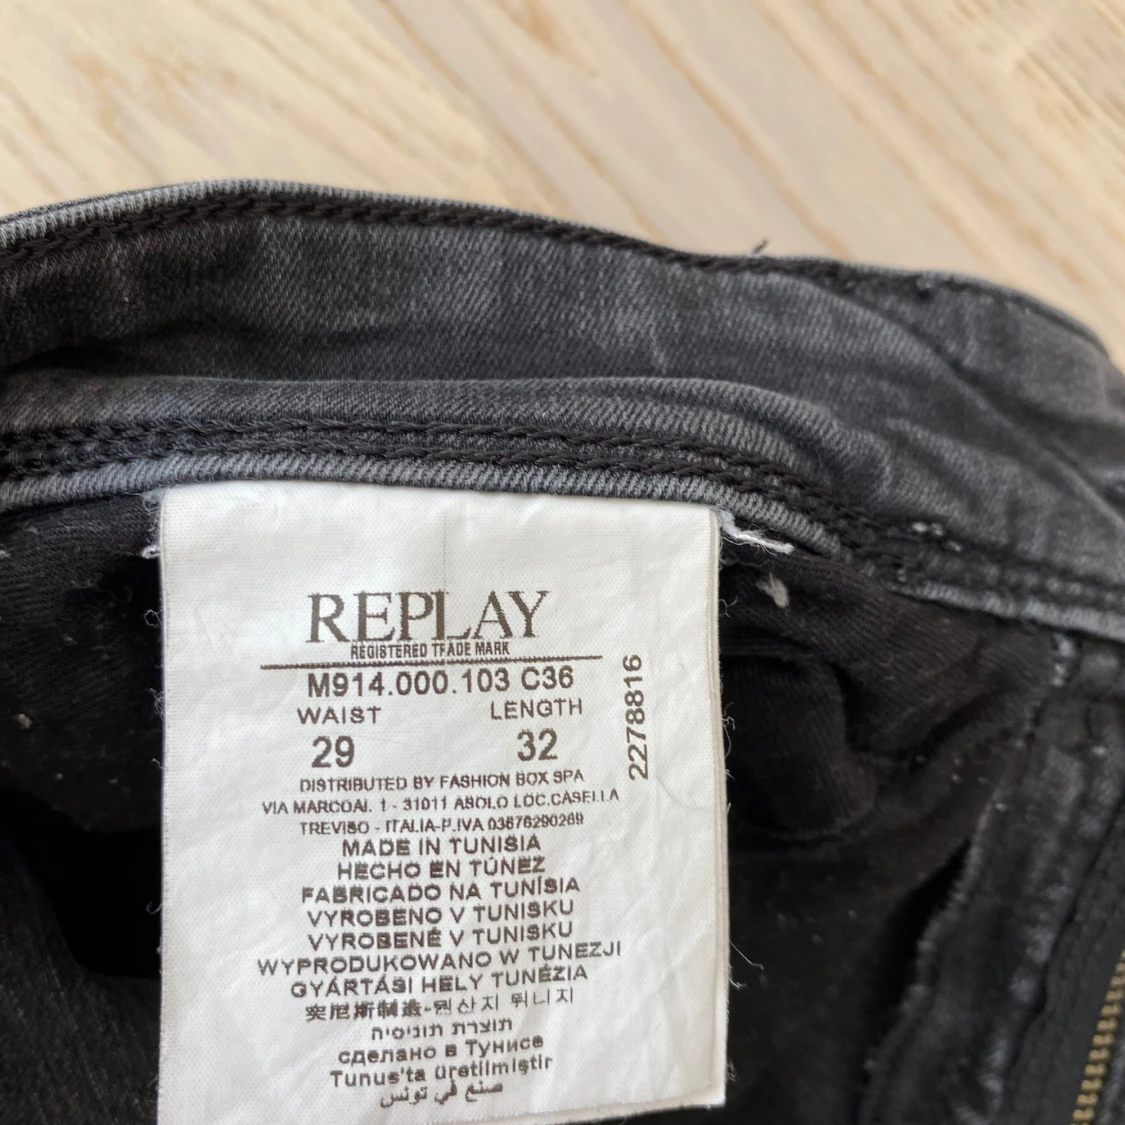 REPLAY
REGISTERED TRADE MARK
M914.000.103 C36
WAIST LENGTH
29 32
2278816
DISTRIBUTED BY FASHION BOX SPA
VIA MARCOAI. 1 - 31011 ASOLO LOC.CASELLA
TREVISO - ITALIA-P.IVA 03676290269
MADE IN TUNISIA
HECHO EN TÚNEZ
FABRICADO NA TUNÍSIA
VYROBENO V TUNISKU
VYROBENÉ V TUNISKU
WYPRODUKOWANO W TUNEZJI
GYÁRTÁSI HELY TUNÉZIA
突尼斯制造-원산지 튀니지
תוצרת תוניסיה
сделано в Тунисе
Tunus'ta üretilmiştir
صنع في تونس